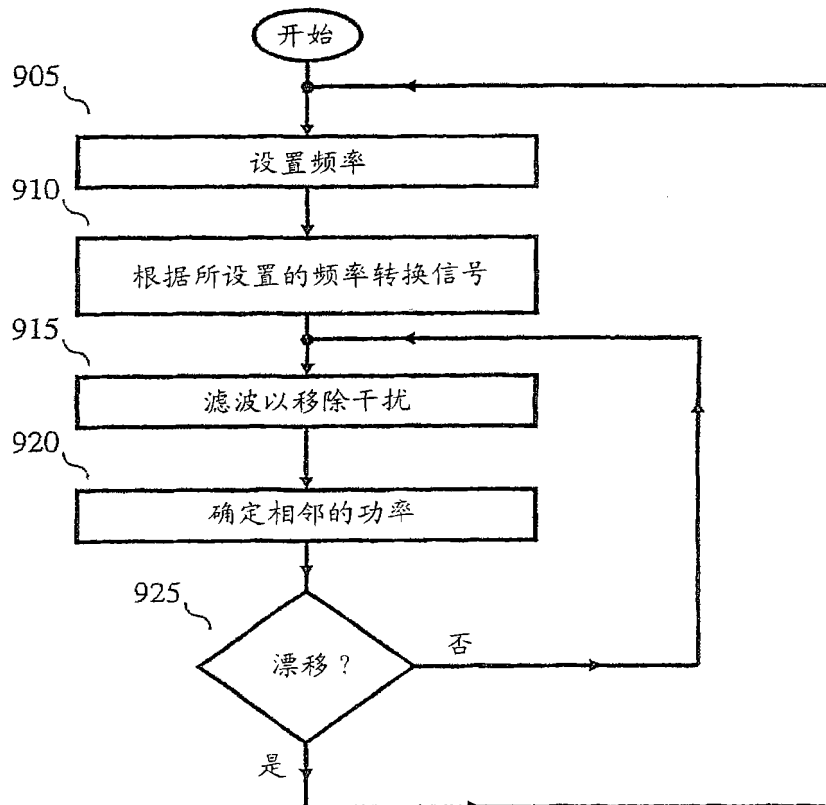 开始
905
设置频率
910
根据所设置的频率转换信号
915
滤波以移除干扰
920
确定相邻的功率
925
漂移?
否
是